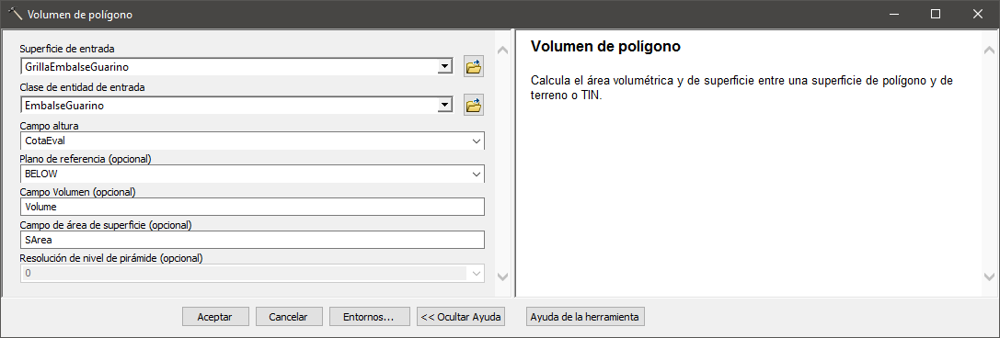 Volumen de polígono
Superficie de entrada
GrillaEmbalseGuarino
Clase de entidad de entrada
EmbalseGuarino
Campo altura
CotaEval
Plano de referencia (opcional)
BELOW
Campo Volumen (opcional)
Volume
Campo de área de superficie (opcional)
SArea
Resolución de nivel de pirámide (opcional)
0
Volumen de polígono
Calcula el área volumétrica y de superficie entre una superficie de polígono y de
terreno o TIN.
Aceptar
Cancelar
Entornos...
<< Ocultar Ayuda
Ayuda de la herramienta